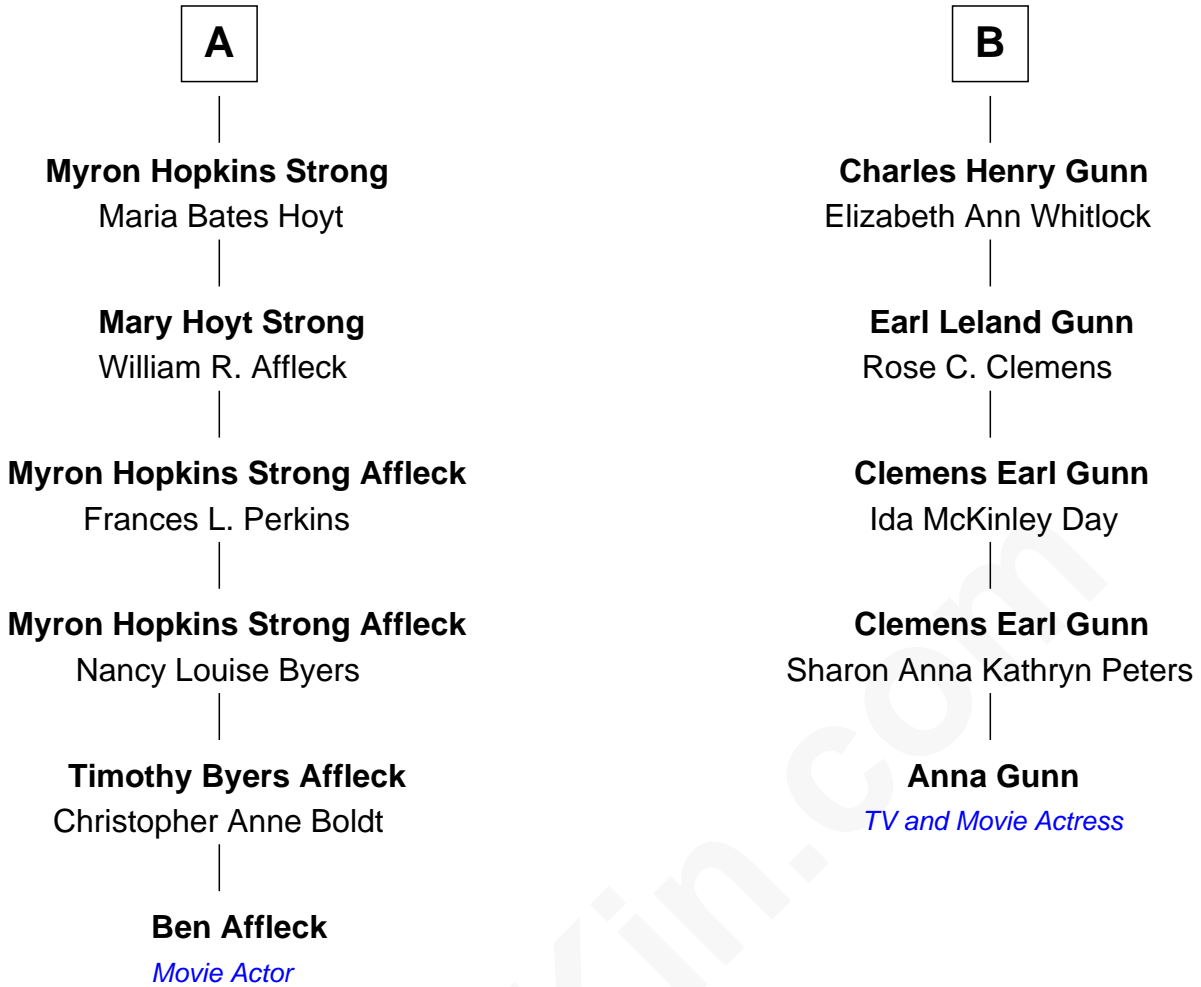 A
Myron Hopkins Strong
Maria Bates Hoyt
Mary Hoyt Strong
William R. Affleck
Myron Hopkins Strong Affleck
Frances L. Perkins
Myron Hopkins Strong Affleck
Nancy Louise Byers
Timothy Byers Affleck
Christopher Anne Boldt
Ben Affleck
Movie Actor
B
Charles Henry Gunn
Elizabeth Ann Whitlock
Earl Leland Gunn
Rose C. Clemens
Clemens Earl Gunn
Ida McKinley Day
Clemens Earl Gunn
Sharon Anna Kathryn Peters
Anna Gunn
TV and Movie Actress
Kin.com